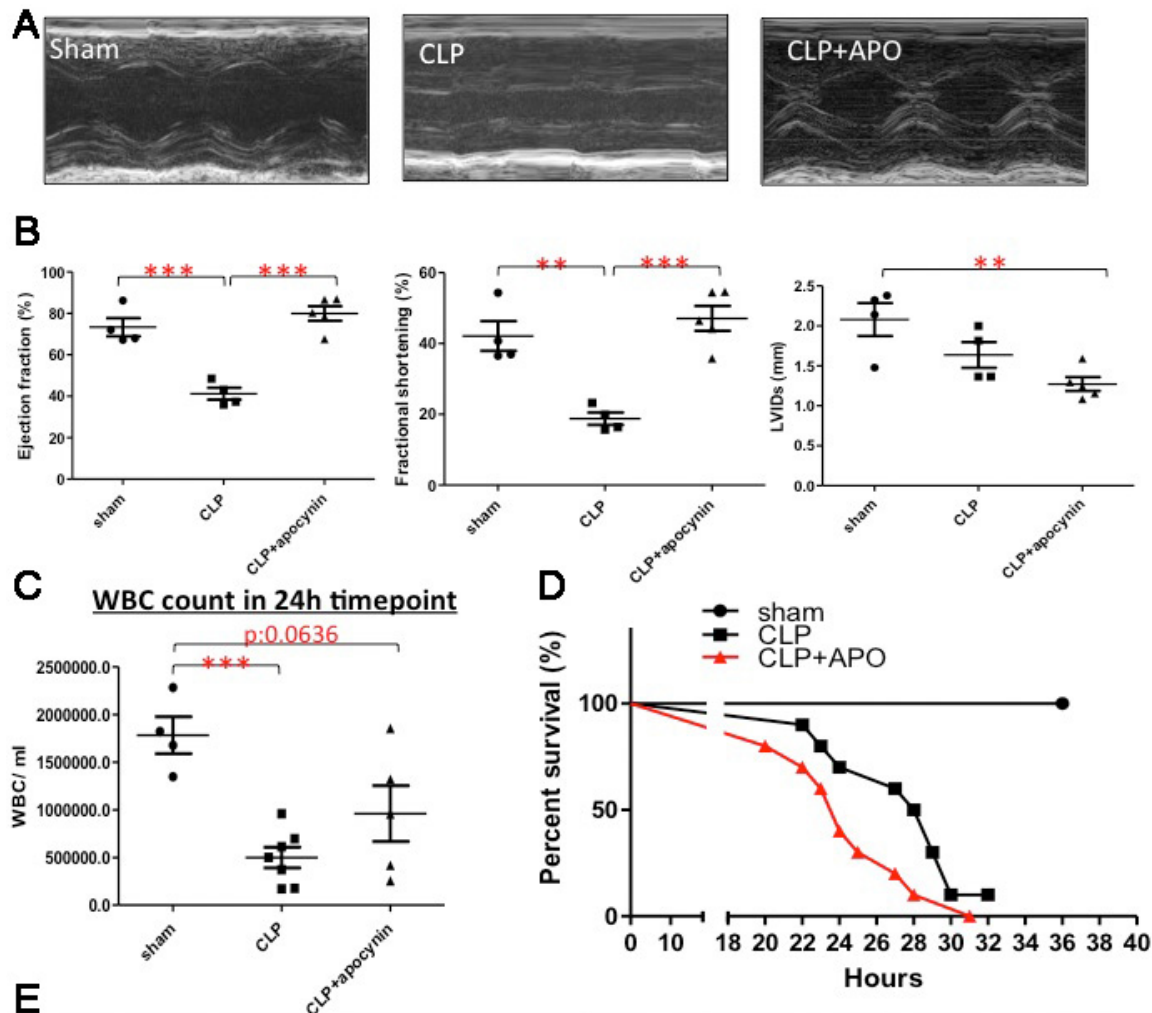 A
Sham
CLP
CLP+APO
B
*** ***
Ejection fraction (%)
100
80
60
40
20
0
sham
CLP
CLP+apocynin
** ***
Fractional shortening (%)
60
40
20
0
sham
CLP
CLP+apocynin
**
LVIDs (mm)
2.5
2.0
1.5
1.0
0.5
0.0
sham
CLP
CLP+apocynin
C
WBC count in 24h timepoint
p:0.0636
***
WBC/ ml
2500000.0
2000000.0
1500000.0
1000000.0
500000.0
0.0
sham
CLP
CLP+apocynin
D
sham
CLP
CLP+APO
Percent survival (%)
100
50
0
0 10 18 20 22 24 26 28 30 32 34 36 38 40
Hours
E